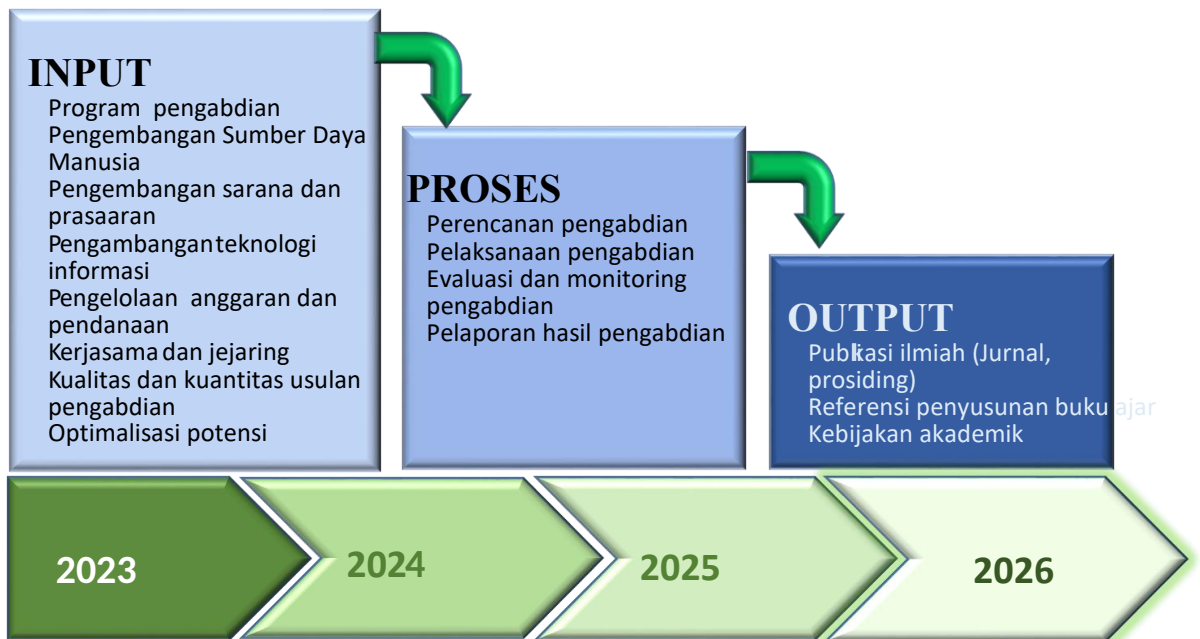 INPUT
Program pengabdian
Pengembangan Sumber Daya
Manusia
Pengembangan sarana dan
prasaaran
Pengambangan teknologi
informasi
Pengelolaan anggaran dan
pendanaan
Kerjasama dan jejaring
Kualitas dan kuantitas usulan
pengabdian
Optimalisasi potensi
PROSES
Perencanan pengabdian
Pelaksanaan pengabdian
Evaluasi dan monitoring
pengabdian
Pelaporan hasil pengabdian
OUTPUT
Publikasi ilmiah (Jurnal,
prosiding)
Referensi penyusunan buku ajar
Kebijakan akademik
2023
2024
2025
2026